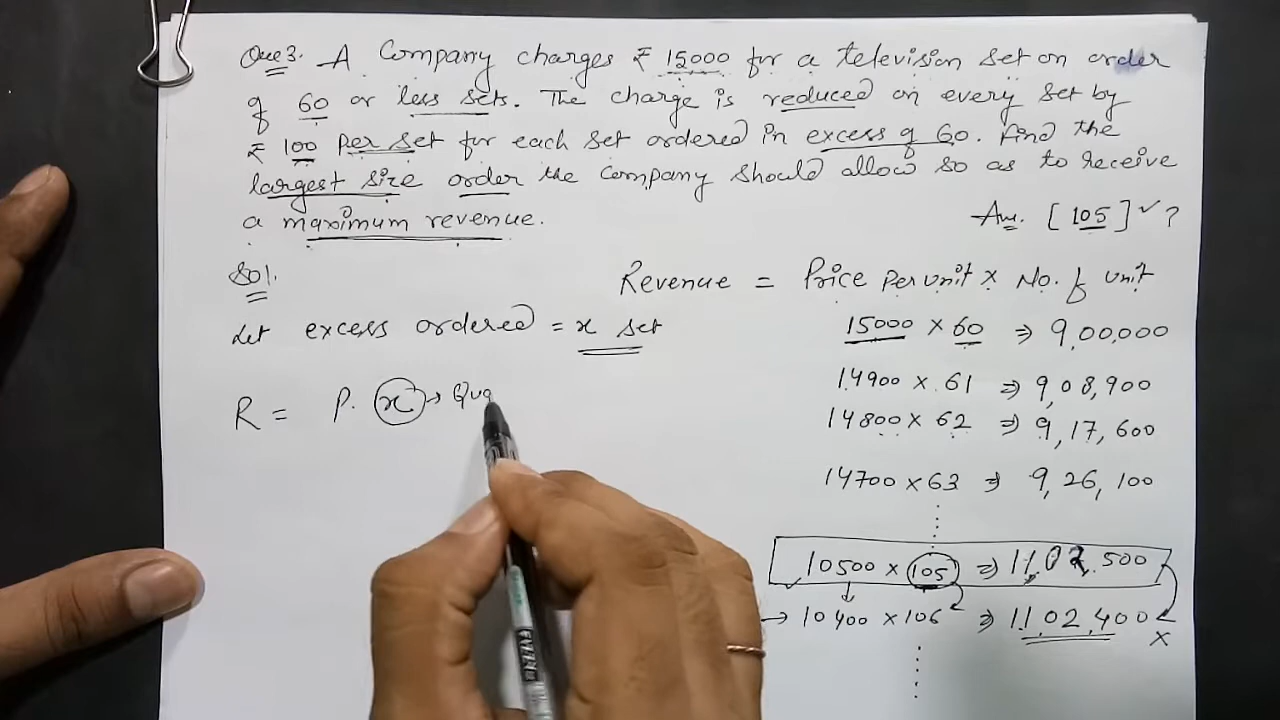 Que 3. A Company charges ₹ 15000 for a television set on order
of 60 or less sets. The charge is reduced on every set by
₹ 100 per set for each set ordered in excess of 60. Find the
largest size order the company should allow so as to receive
a maximum revenue.
Ans. [105] ✓ ?
Sol.
Revenue = Price Per unit × No. of unit
Let excess ordered = x set
15000 × 60 ⇒ 9,00,000
14900 × 61 ⇒ 9,08,900
R = P. x → Qua
14800 × 62 ⇒ 9,17,600
14700 × 63 ⇒ 9,26,100
10500 × 105 ⇒ 11,02,500
→ 10400 × 106 ⇒ 11,02,400
×